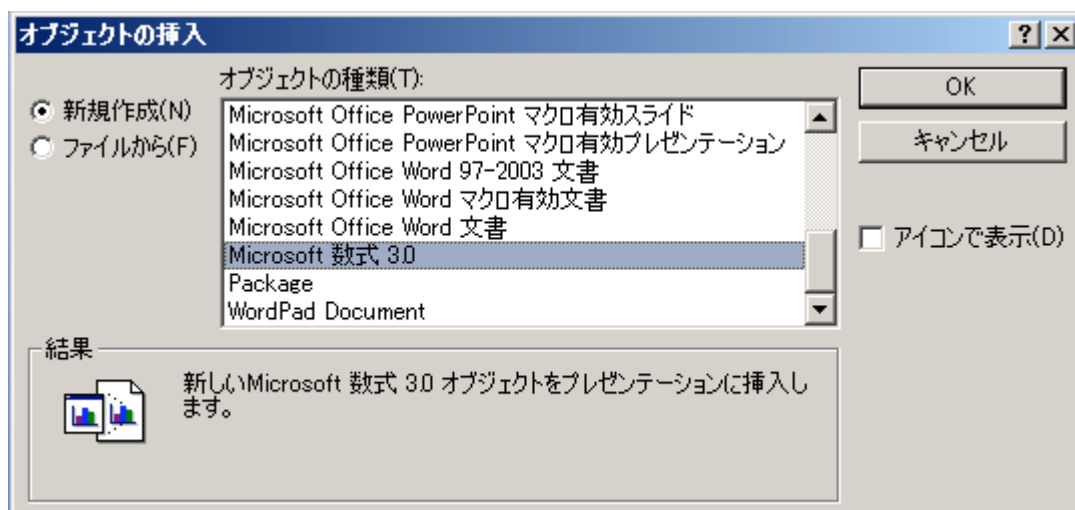 オブジェクトの挿入
オブジェクトの種類(T):
新規作成(N)
ファイルから(F)
Microsoft Office PowerPoint マクロ有効スライド
Microsoft Office PowerPoint マクロ有効プレゼンテーション
Microsoft Office Word 97-2003 文書
Microsoft Office Word マクロ有効文書
Microsoft Office Word 文書
Microsoft 数式 3.0
Package
WordPad Document
OK
キャンセル
アイコンで表示(D)
結果
新しいMicrosoft 数式 3.0 オブジェクトをプレゼンテーションに挿入し
ます。